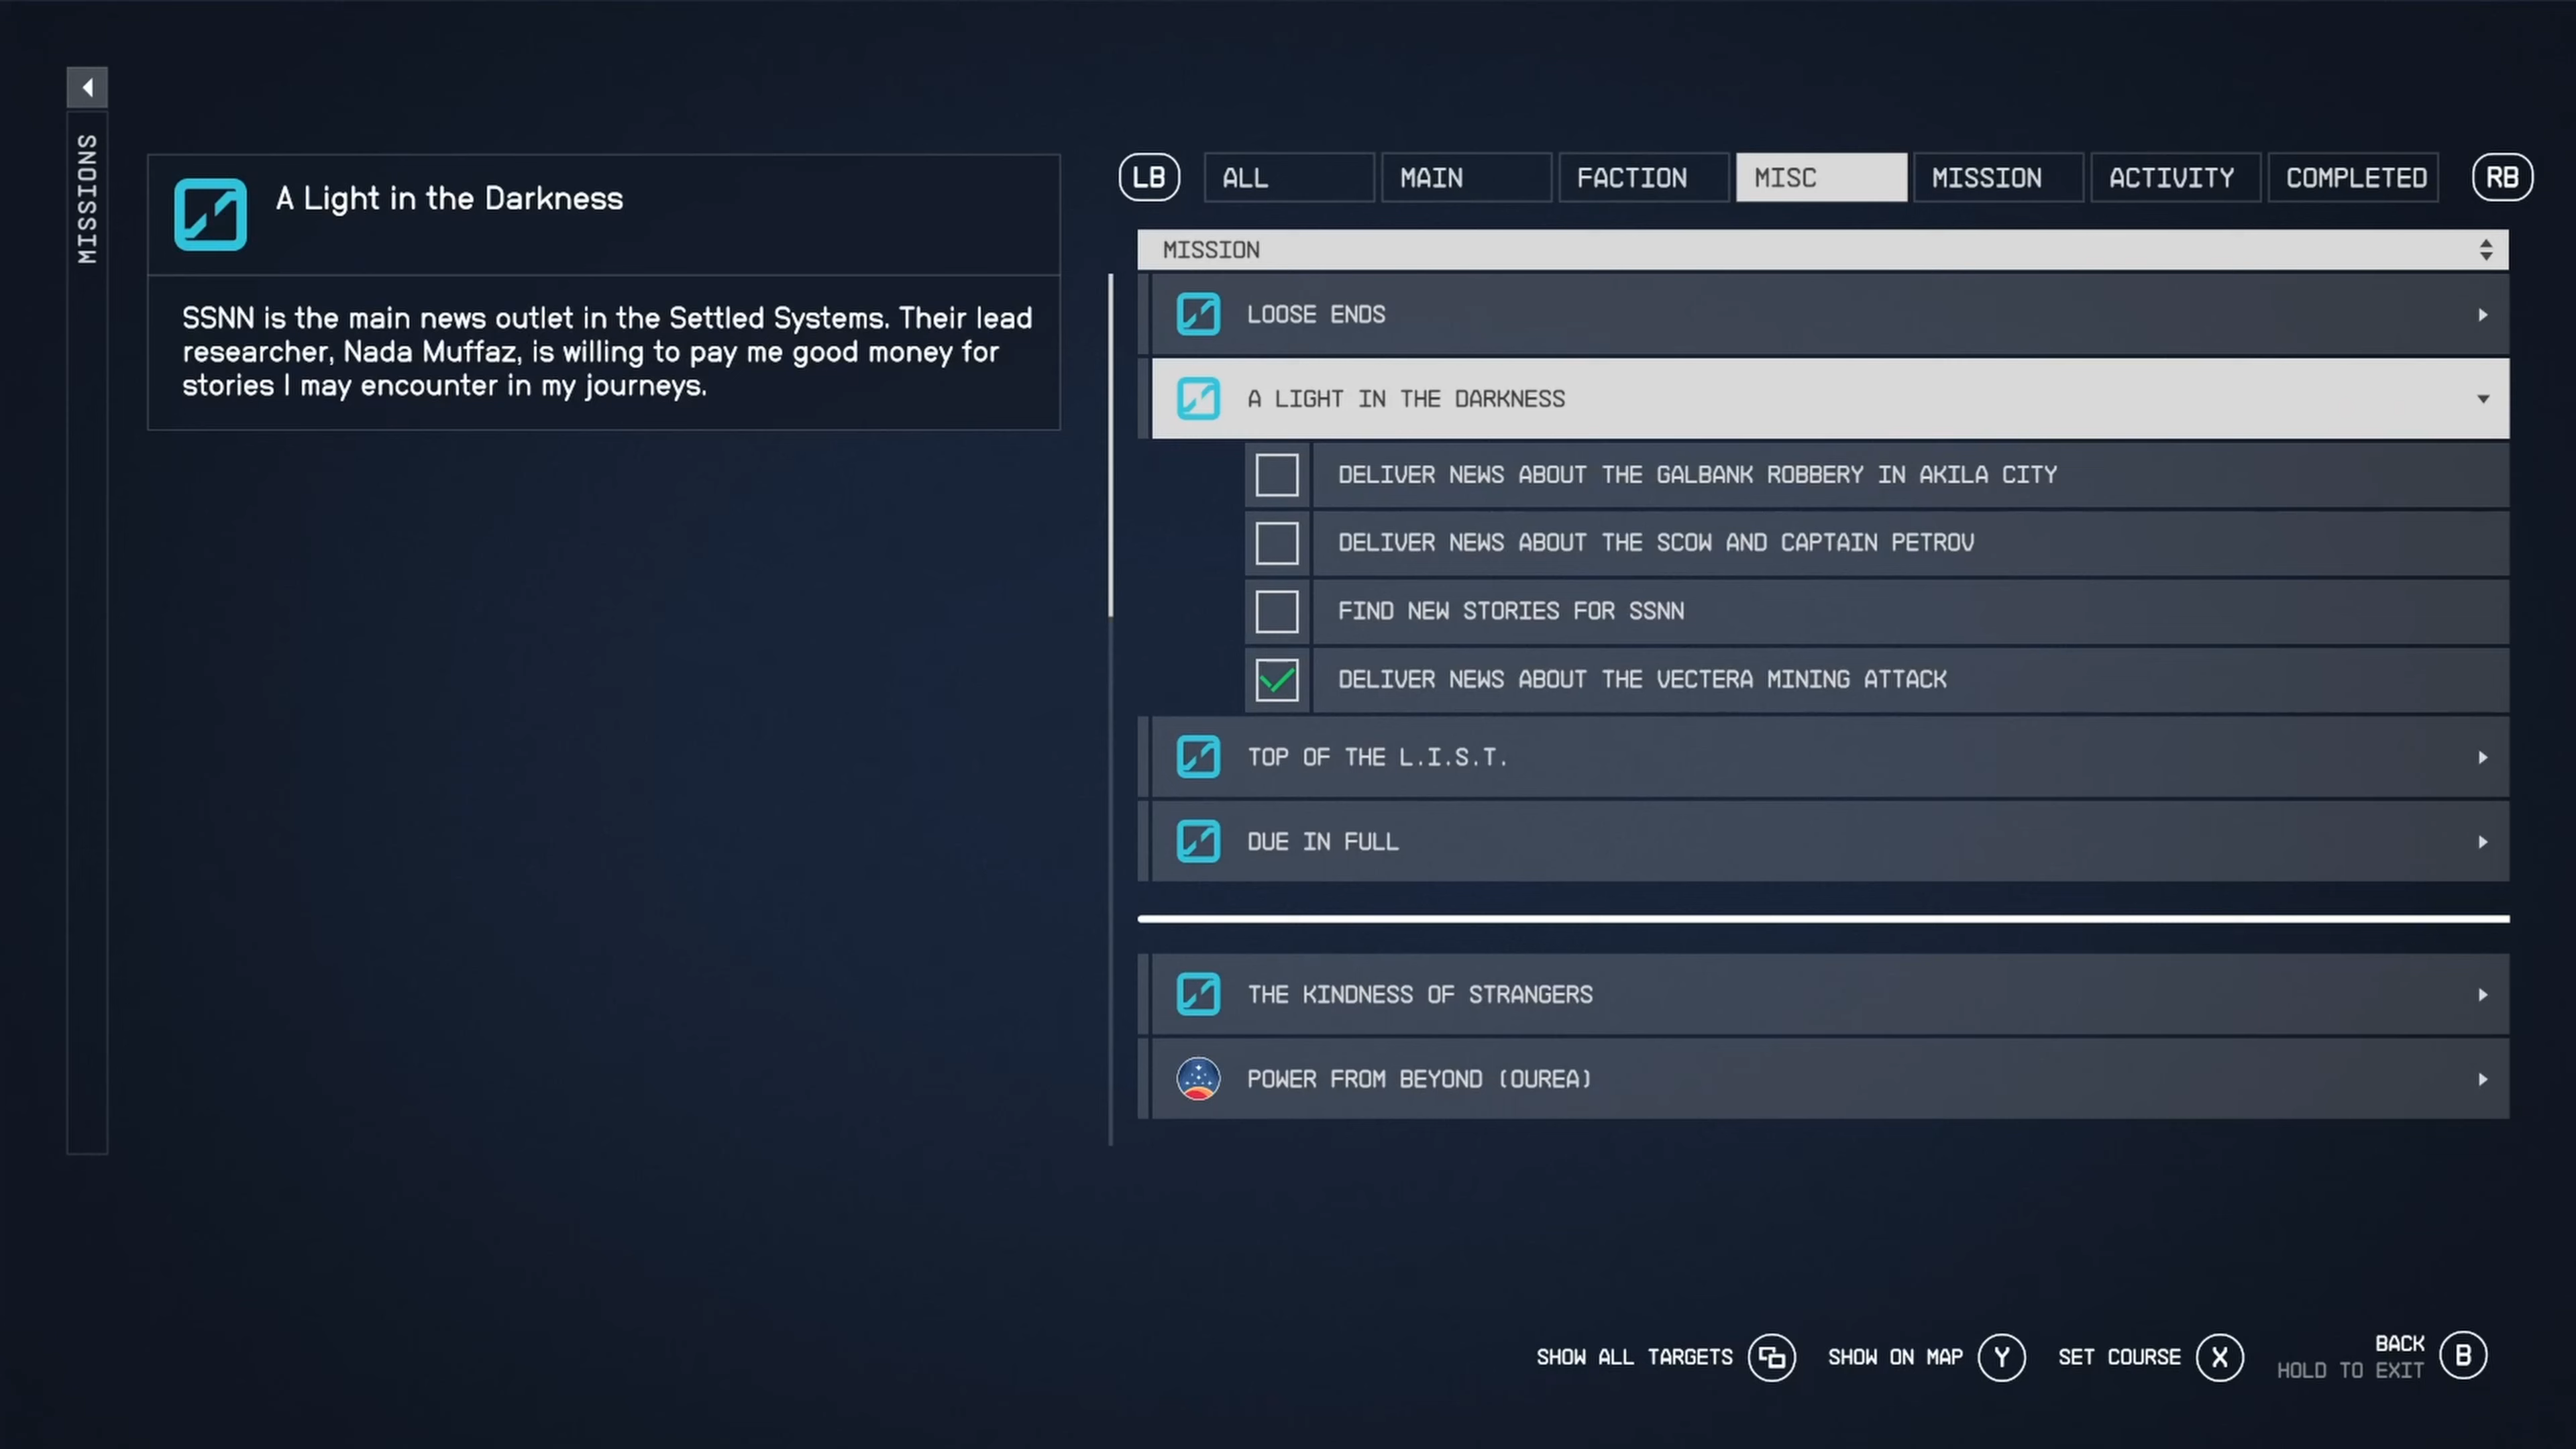 MISSIONS
A Light in the Darkness
SSNN is the main news outlet in the Settled Systems. Their lead
researcher, Nada Muffaz, is willing to pay me good money for
stories I may encounter in my journeys.
LB ALL MAIN FACTION MISC MISSION ACTIVITY COMPLETED RB
MISSION
LOOSE ENDS
A LIGHT IN THE DARKNESS
DELIVER NEWS ABOUT THE GALBANK ROBBERY IN AKILA CITY
DELIVER NEWS ABOUT THE SCOW AND CAPTAIN PETROV
FIND NEW STORIES FOR SSNN
DELIVER NEWS ABOUT THE VECTERA MINING ATTACK
TOP OF THE L.I.S.T.
DUE IN FULL
THE KINDNESS OF STRANGERS
POWER FROM BEYOND (OUREA)
SHOW ALL TARGETS SHOW ON MAP Y SET COURSE X BACK B
HOLD TO EXIT